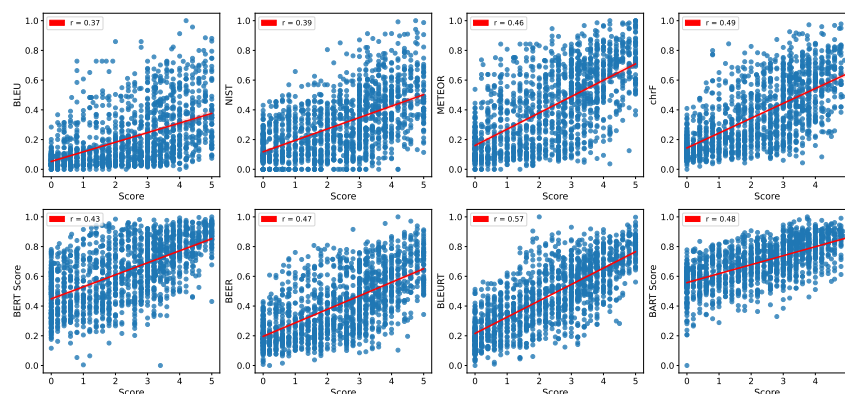 r = 0.37
r = 0.39
r = 0.46
r = 0.49
1.0 0.8 0.6 0.4 0.2 0.0
BLEU
1.0 0.8 0.6 0.4 0.2 0.0
NIST
1.0 0.8 0.6 0.4 0.2 0.0
METEOR
1.0 0.8 0.6 0.4 0.2 0.0
chrF
0 1 2 3 4 5
0 1 2 3 4 5
0 1 2 3 4 5
0 1 2 3 4
Score
Score
Score
Score
r = 0.43
r = 0.47
r = 0.57
r = 0.48
1.0 0.8 0.6 0.4 0.2 0.0
BERT Score
1.0 0.8 0.6 0.4 0.2 0.0
BEER
1.0 0.8 0.6 0.4 0.2 0.0
BLEURT
1.0 0.8 0.6 0.4 0.2 0.0
BART Score
0 1 2 3 4 5
0 1 2 3 4 5
0 1 2 3 4 5
0 1 2 3 4
Score
Score
Score
Score